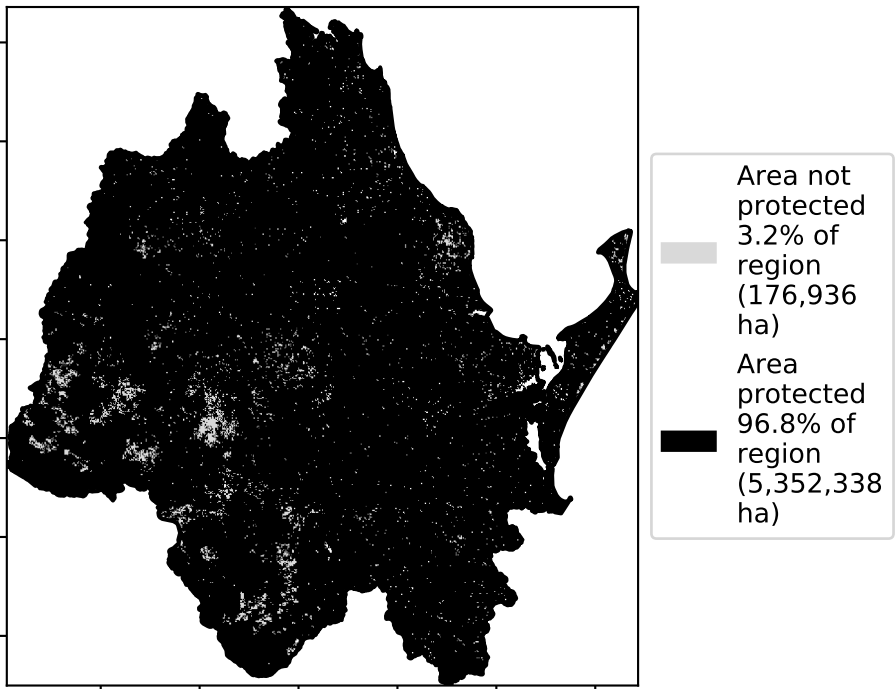 Area not
protected
3.2% of
region
(176,936
ha)
Area
protected
96.8% of
region
(5,352,338
ha)